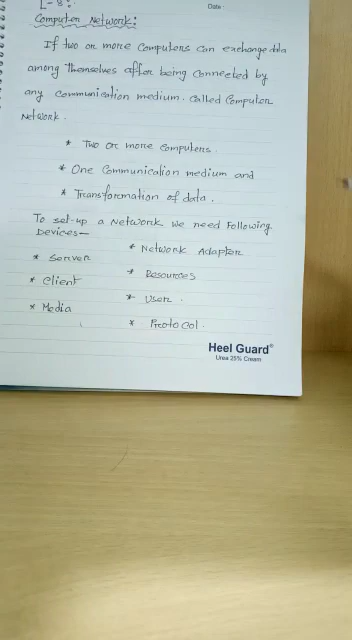 L-8:
Date:
Computer Network:
If two or more computers can exchange data
among themselves after being connected by
any communication medium. called Computer
Network.
* Two or more computers.
* One Communication medium and
* Transformation of data.
To set-up a Network we need following
Devices—
* Network Adapter
* Server
* Resources
* Client
* User.
* Media
* Protocol.
Heel Guard®
Urea 25% Cream